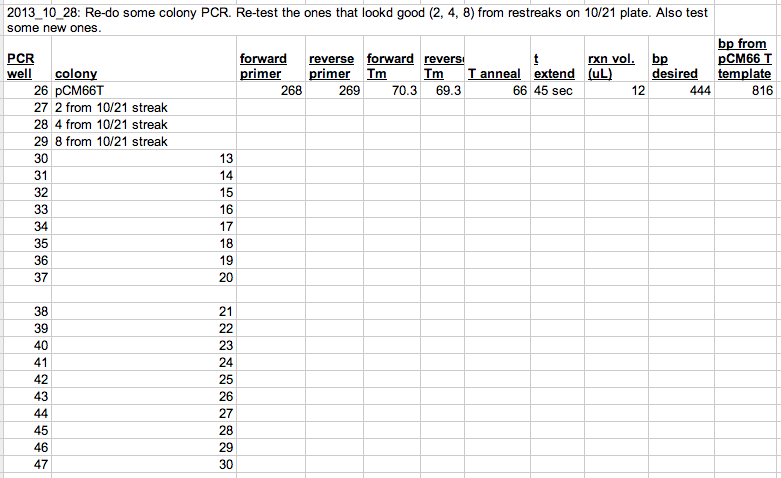 2013_10_28: Re-do some colony PCR. Re-test the ones that lookd good (2, 4, 8) from restreaks on 10/21 plate. Also test
some new ones.
bp from
PCR forward reverse forward revers t rxn vol. bp pCM66 T
well colony primer primer Tm Tm T anneal extend (uL) desired template
26 pCM66T 268 269 70.3 69.3 66 45 sec 12 444 816
27 2 from 10/21 streak
28 4 from 10/21 streak
29 8 from 10/21 streak
30 13
31 14
32 15
33 16
34 17
35 18
36 19
37 20
38 21
39 22
40 23
41 24
42 25
43 26
44 27
45 28
46 29
47 30